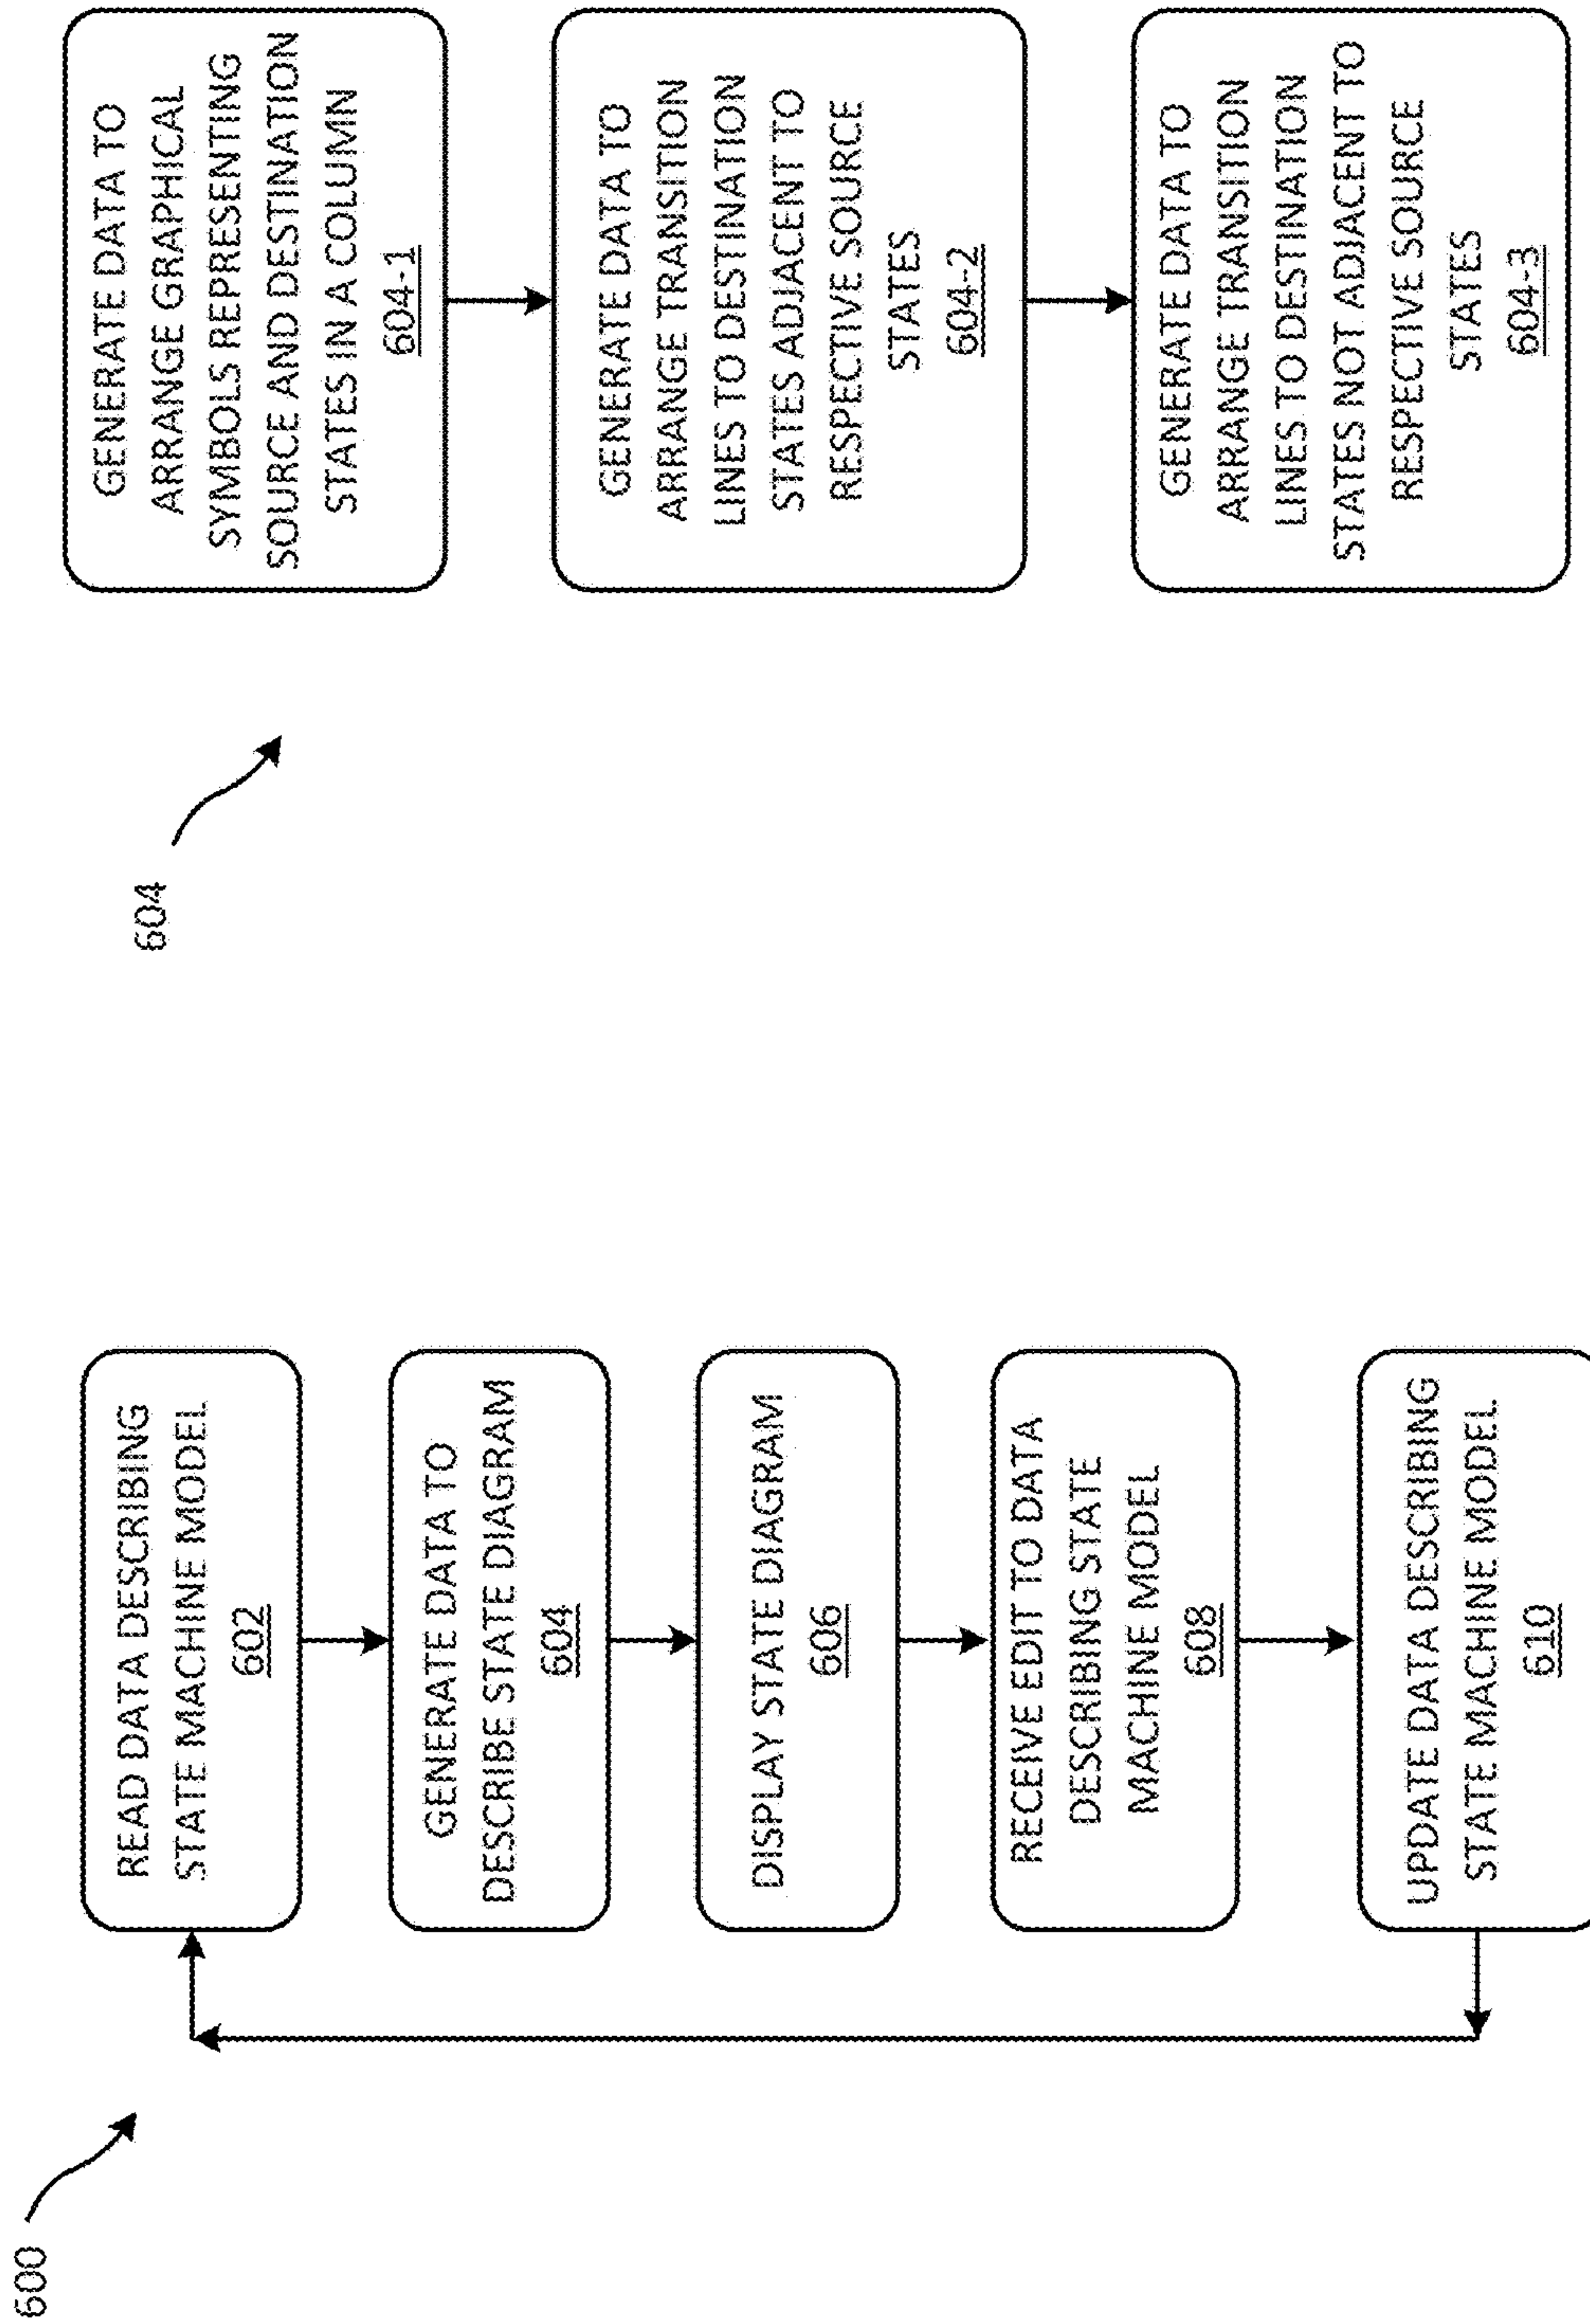 600
READ DATA DESCRIBING
STATE MACHINE MODEL
602
GENERATE DATA TO
DESCRIBE STATE DIAGRAM
604
DISPLAY STATE DIAGRAM
606
RECEIVE EDIT TO DATA
DESCRIBING STATE
MACHINE MODEL
608
UPDATE DATA DESCRIBING
STATE MACHINE MODEL
610
604
GENERATE DATA TO
ARRANGE GRAPHICAL
SYMBOLS REPRESENTING
SOURCE AND DESTINATION
STATES IN A COLUMN
604-1
GENERATE DATA TO
ARRANGE TRANSITION
LINES TO DESTINATION
STATES ADJACENT TO
RESPECTIVE SOURCE
STATES
604-2
GENERATE DATA TO
ARRANGE TRANSITION
LINES TO DESTINATION
STATES NOT ADJACENT TO
RESPECTIVE SOURCE
STATES
604-3